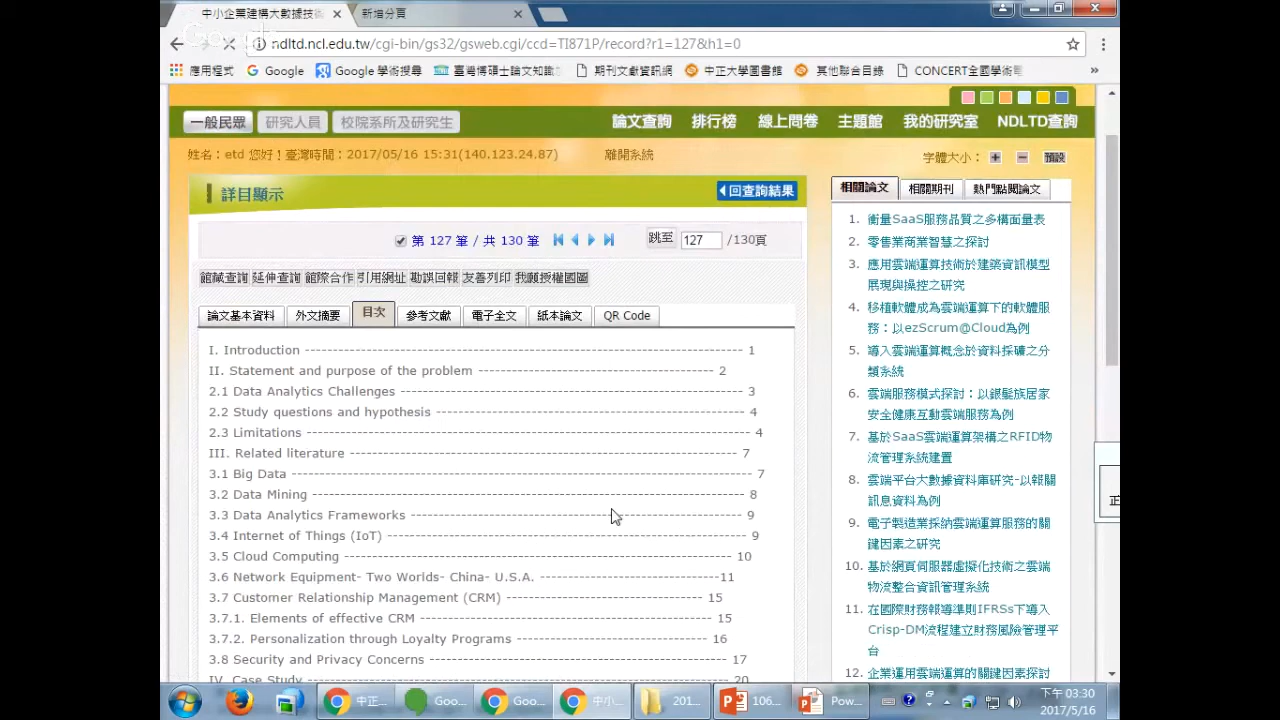 中小企業建構大數據技術
新增分頁
ndltd.ncl.edu.tw/cgi-bin/gs32/gsweb.cgi/ccd=TI871P/record?r1=127&h1=0
應用程式 Google Google 學術搜尋 臺灣博碩士論文知識 期刊文獻資訊網 中正大學圖書館 其他聯合目錄 CONCERT全國學術 »
一般民眾 研究人員 校院系所及研究生 論文查詢 排行榜 線上問卷 主題館 我的研究室 NDLTD查詢
姓名：etd 您好！臺灣時間：2017/05/16 15:31(140.123.24.87) 離開系統 字體大小： + - 預設
詳目顯示 回查詢結果
第 127 筆 / 共 130 筆 跳至 127 /130頁
館藏查詢 延伸查詢 館際合作 引用網址 勘誤回報 友善列印 我願授權國圖
論文基本資料 外文摘要 目次 參考文獻 電子全文 紙本論文 QR Code
I. Introduction ---------------------------------------------------------------------- 1
II. Statement and purpose of the problem ------------------------------------- 2
2.1 Data Analytics Challenges -------------------------------------------------------- 3
2.2 Study questions and hypothesis ------------------------------------------------- 4
2.3 Limitations ---------------------------------------------------------------------- 4
III. Related literature --------------------------------------------------------------- 7
3.1 Big Data ------------------------------------------------------------------------- 7
3.2 Data Mining --------------------------------------------------------------------- 8
3.3 Data Analytics Frameworks ---------------------------------------------------- 9
3.4 Internet of Things (IoT) --------------------------------------------------------- 9
3.5 Cloud Computing ------------------------------------------------------------- 10
3.6 Network Equipment- Two Worlds- China- U.S.A. ----------------------------11
3.7 Customer Relationship Management (CRM) -------------------------------- 15
3.7.1. Elements of effective CRM ------------------------------------------------ 15
3.7.2. Personalization through Loyalty Programs -------------------------------- 16
3.8 Security and Privacy Concerns ------------------------------------------------ 17
IV. Case Study --------------------------------------------------------------------- 20
相關論文 相關期刊 熱門點閱論文
1. 衡量SaaS服務品質之多構面量表
2. 零售業商業智慧之探討
3. 應用雲端運算技術於建築資訊模型
展現與操控之研究
4. 移植軟體成為雲端運算下的軟體服
務：以ezScrum@Cloud為例
5. 導入雲端運算概念於資料採礦之分
類系統
6. 雲端服務模式探討：以銀髮族居家
安全健康互動雲端服務為例
7. 基於SaaS雲端運算架構之RFID物
流管理系統建置
8. 雲端平台大數據資料庫研究-以報關
訊息資料為例
9. 電子製造業採納雲端運算服務的關
鍵因素之研究
10. 基於網頁伺服器虛擬化技術之雲端
物流整合資訊管理系統
11. 在國際財務報導準則IFRSs下導入
Crisp-DM流程建立財務風險管理平
台
12. 企業運用雲端運算的關鍵因素探討
正
中正... Goo... Goo... 中小... 201... 106... Pow...
下午 03:30
2017/5/16